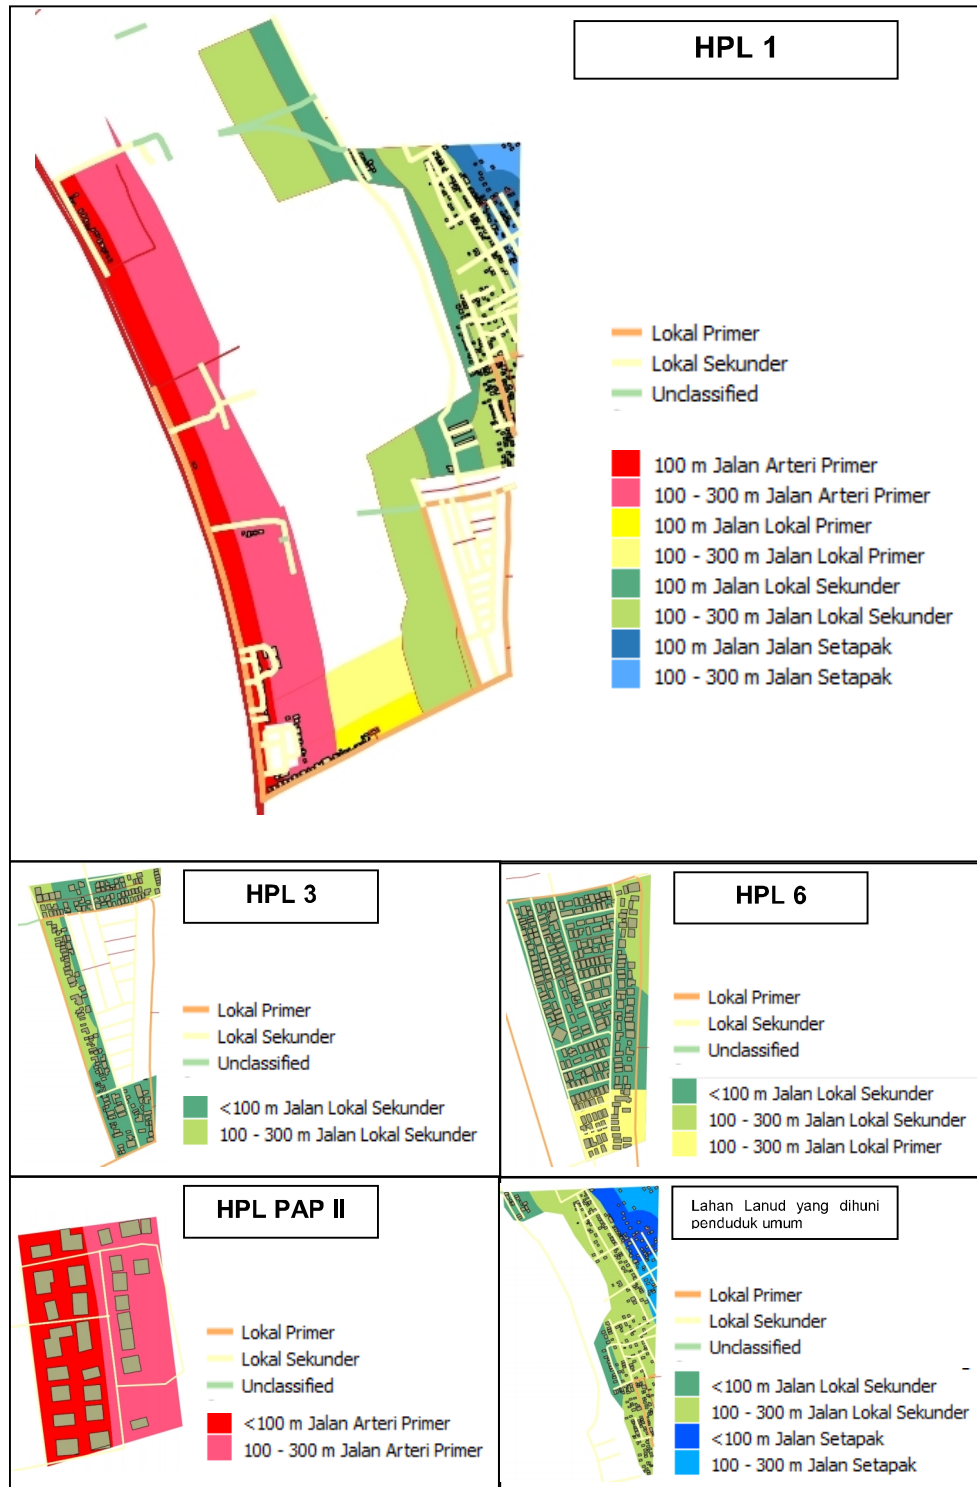 HPL 1
Lokal Primer
Lokal Sekunder
Unclassified
100 m Jalan Arteri Primer
100 - 300 m Jalan Arteri Primer
100 m Jalan Lokal Primer
100 - 300 m Jalan Lokal Primer
100 m Jalan Lokal Sekunder
100 - 300 m Jalan Lokal Sekunder
100 m Jalan Jalan Setapak
100 - 300 m Jalan Setapak
HPL 3
Lokal Primer
Lokal Sekunder
Unclassified
<100 m Jalan Lokal Sekunder
100 - 300 m Jalan Lokal Sekunder
HPL 6
Lokal Primer
Lokal Sekunder
Unclassified
<100 m Jalan Lokal Sekunder
100 - 300 m Jalan Lokal Sekunder
100 - 300 m Jalan Lokal Primer
HPL PAP II
Lokal Primer
Lokal Sekunder
Unclassified
<100 m Jalan Arteri Primer
100 - 300 m Jalan Arteri Primer
Lahan Lanud yang dihuni
penduduk umum
Lokal Primer
Lokal Sekunder
Unclassified
<100 m Jalan Lokal Sekunder
100 - 300 m Jalan Lokal Sekunder
<100 m Jalan Setapak
100 - 300 m Jalan Setapak